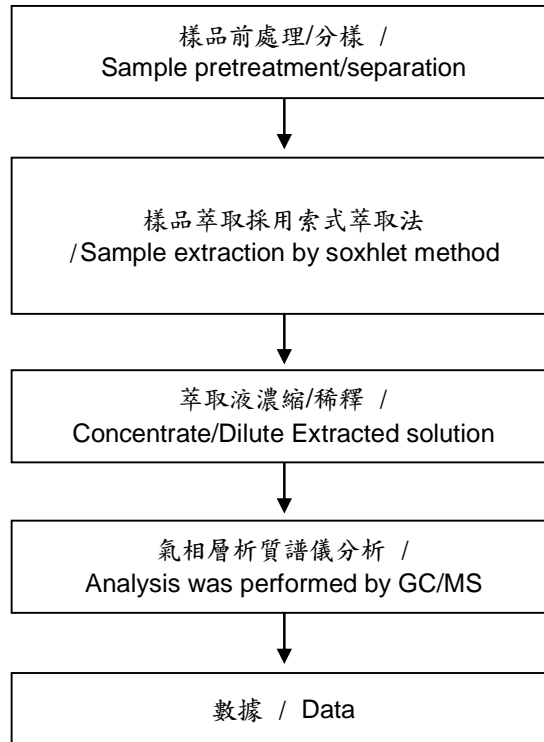 樣品前處理/分樣 /
Sample pretreatment/separation
樣品萃取採用索式萃取法
/Sample extraction by soxhlet method
萃取液濃縮/稀釋 /
Concentrate/Dilute Extracted solution
氣相層析質譜儀分析 /
Analysis was performed by GC/MS
數據 / Data